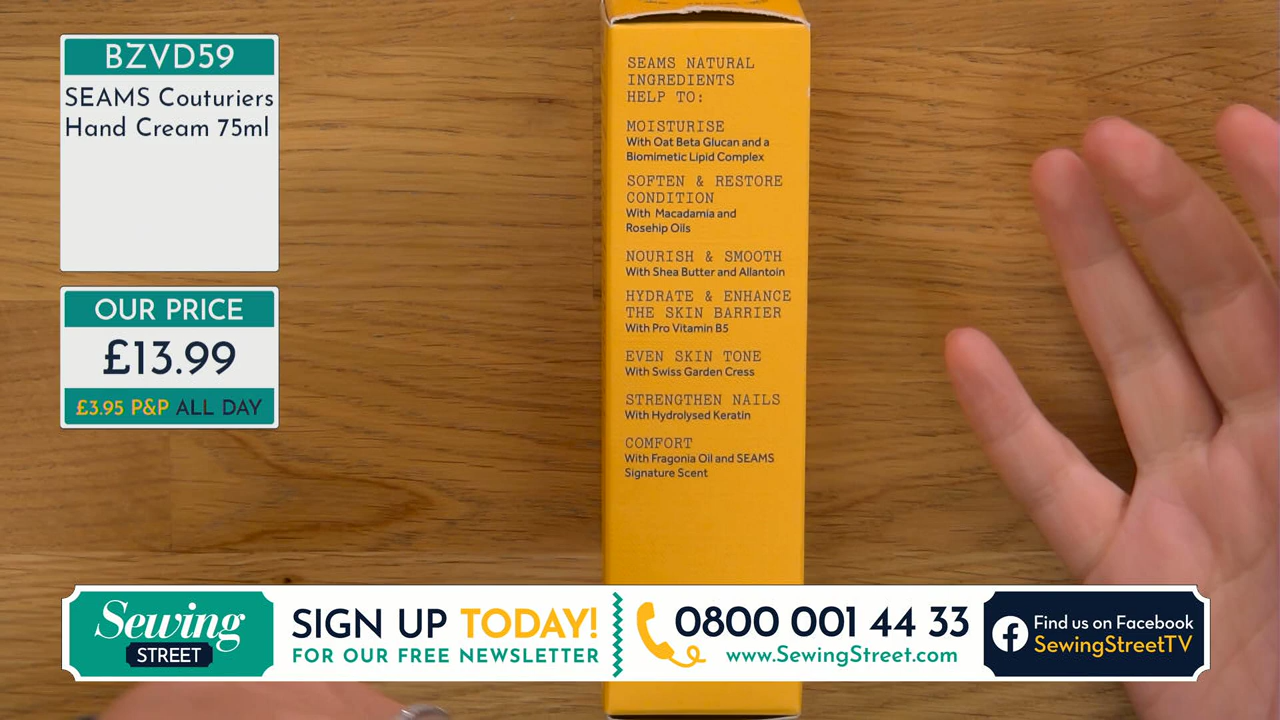 BZVD59
SEAMS Couturiers
Hand Cream 75ml
OUR PRICE
£13.99
£3.95 P&P ALL DAY
SEAMS NATURAL
INGREDIENTS
HELP TO:
MOISTURISE
With Oat Beta Glucan and a
Biomimetic Lipid Complex
SOFTEN & RESTORE
CONDITION
With Macadamia and
Rosehip Oils
NOURISH & SMOOTH
With Shea Butter and Allantoin
HYDRATE & ENHANCE
THE SKIN BARRIER
With Pro Vitamin B5
EVEN SKIN TONE
With Swiss Garden Cress
STRENGTHEN NAILS
With Hydrolysed Keratin
COMFORT
With Fragonia Oil and SEAMS
Signature Scent
Sewing
STREET
SIGN UP TODAY!
FOR OUR FREE NEWSLETTER
0800 001 44 33
www.SewingStreet.com
Find us on Facebook
SewingStreetTV